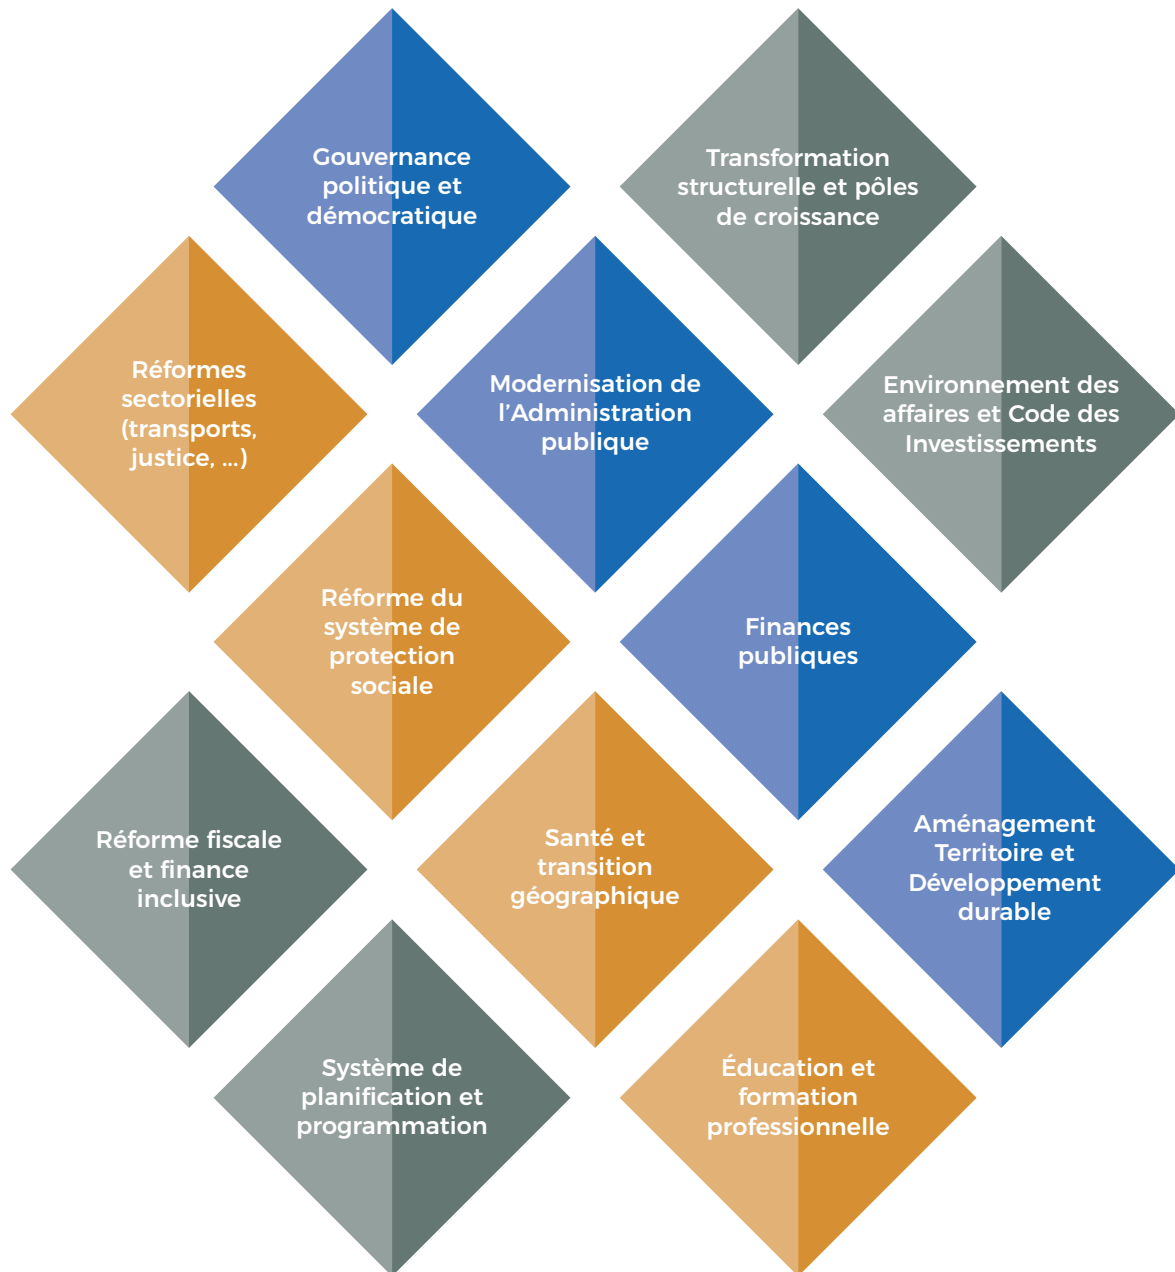 Gouvernance
politique et
démocratique
Transformation
structurelle et pôles
de croissance
Réformes
sectorielles
(transports,
justice, ...)
Modernisation de
l'Administration
publique
Environnement des
affaires et Code des
Investissements
Réforme du
système de
protection
sociale
Finances
publiques
Réforme fiscale
et finance
inclusive
Santé et
transition
géographique
Aménagement
Territoire et
Développement
durable
Système de
planification et
programmation
Éducation et
formation
professionnelle